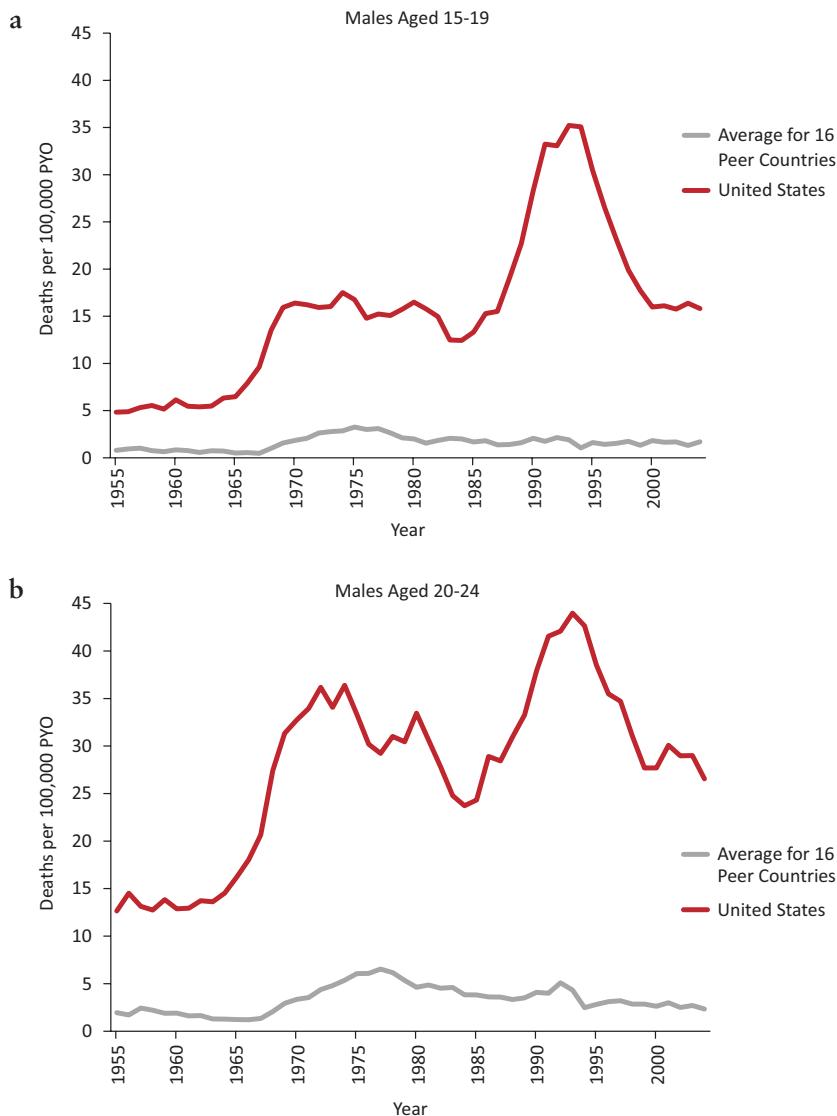 a
Males Aged 15-19
45
40
35
30
25
20
15
10
5
0
Deaths per 100,000 PYO
1955
1960
1965
1970
1975
1980
1985
1990
1995
2000
Year
Average for 16
Peer Countries
United States
b
Males Aged 20-24
45
40
35
30
25
20
15
10
5
0
Deaths per 100,000 PYO
1955
1960
1965
1970
1975
1980
1985
1990
1995
2000
Year
Average for 16
Peer Countries
United States